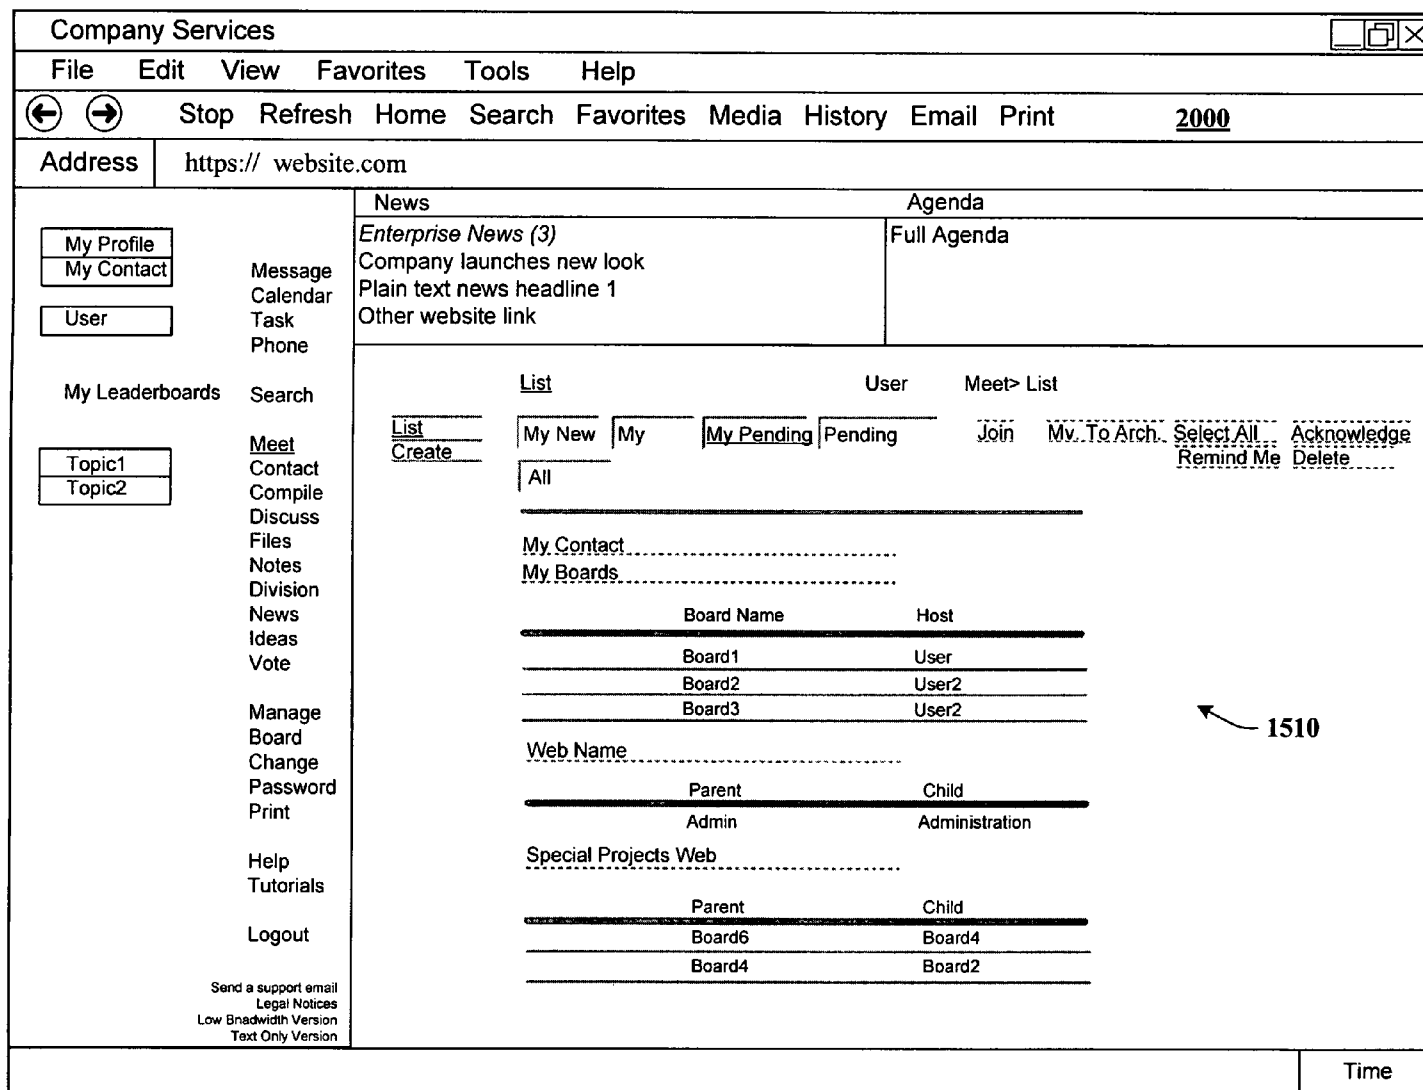 Company Services
File Edit View Favorites Tools Help
Stop Refresh Home Search Favorites Media History Email Print 2000
Address https:// website.com
My Profile
My Contact
User
My Leaderboards
Topic1
Topic2
Message
Calendar
Task
Phone
Search
Meet
Contact
Compile
Discuss
Files
Notes
Division
News
Ideas
Vote
Manage
Board
Change
Password
Print
Help
Tutorials
Logout
Send a support email
Legal Notices
Low Bnadwidth Version
Text Only Version
News Agenda
Enterprise News (3)
Company launches new look
Plain text news headline 1
Other website link
Full Agenda
List User Meet> List
List
Create
My New My My Pending Pending
All
Join Mv. To Arch. Select All Acknowledge
Remind Me Delete
My Contact
My Boards
Board Name Host
Board1 User
Board2 User2
Board3 User2
1510
Web Name
Parent Child
Admin Administration
Special Projects Web
Parent Child
Board6 Board4
Board4 Board2
Time